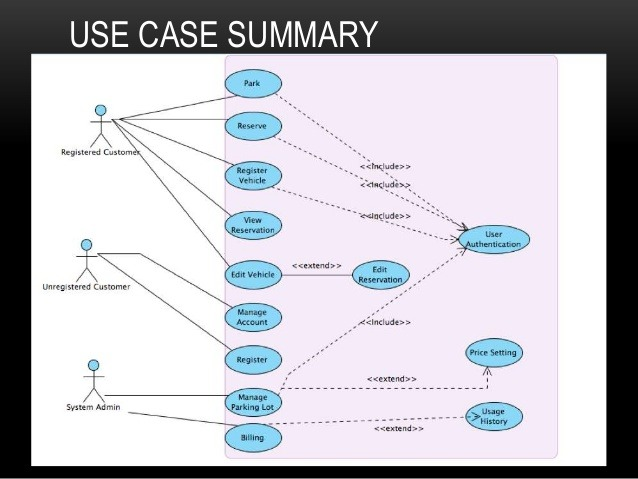 USE CASE SUMMARY
Park
Registered Customer
Reserve
Register
Vehicle
<<Include>>
<<Include>>
<<Include>>
View
Reservation
User
Authentication
Unregistered Customer
Edit Vehicle
<<extend>>
Edit
Reservation
Manage
Account
<<Include>>
Register
Price Setting
System Admin
Manage
Parking Lot
<<extend>>
Usage
History
Billing
<<extend>>